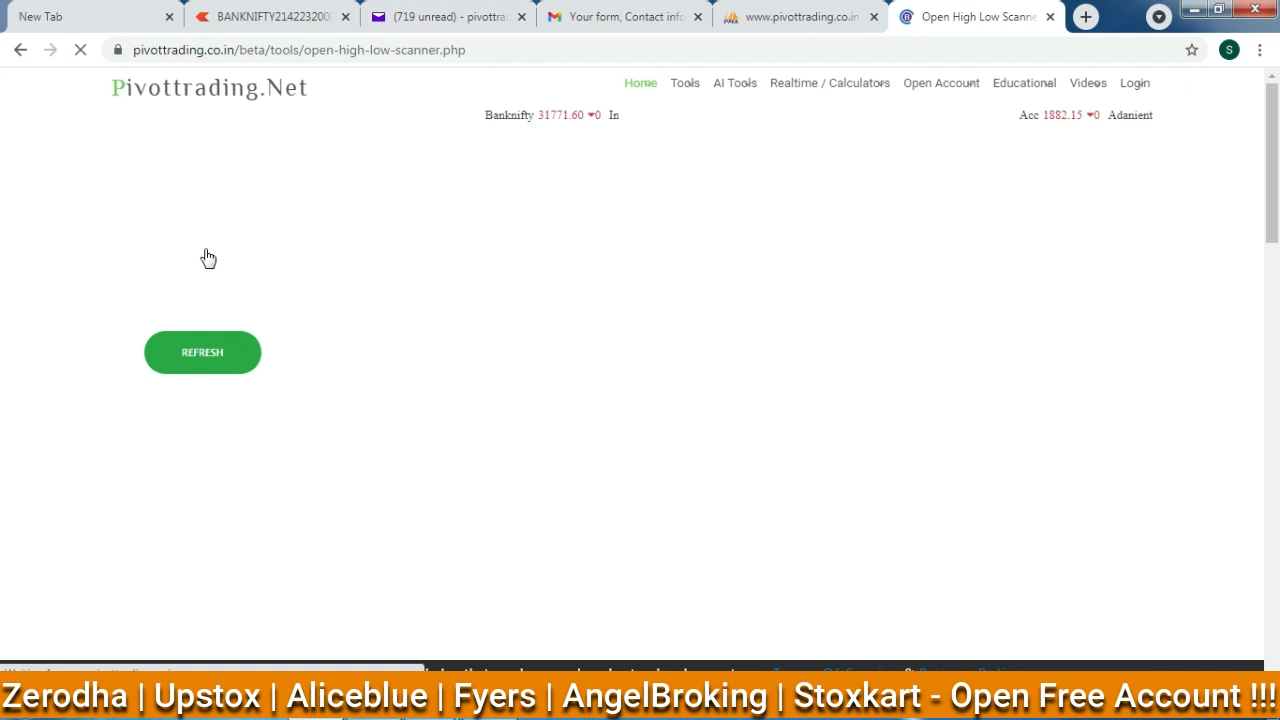 New Tab
BANKNIFTY2142232000
(719 unread) - pivottra
Your form, Contact info
www.pivottrading.co.in
Open High Low Scanne
S
pivottrading.co.in/beta/tools/open-high-low-scanner.php
Pivottrading.Net
Home Tools AI Tools Realtime / Calculators Open Account Educational Videos Login
Banknifty 31771.60 ▼0 In
Acc 1882.15 ▼0 Adanient
REFRESH
Zerodha | Upstox | Aliceblue | Fyers | AngelBroking | Stoxkart - Open Free Account !!!